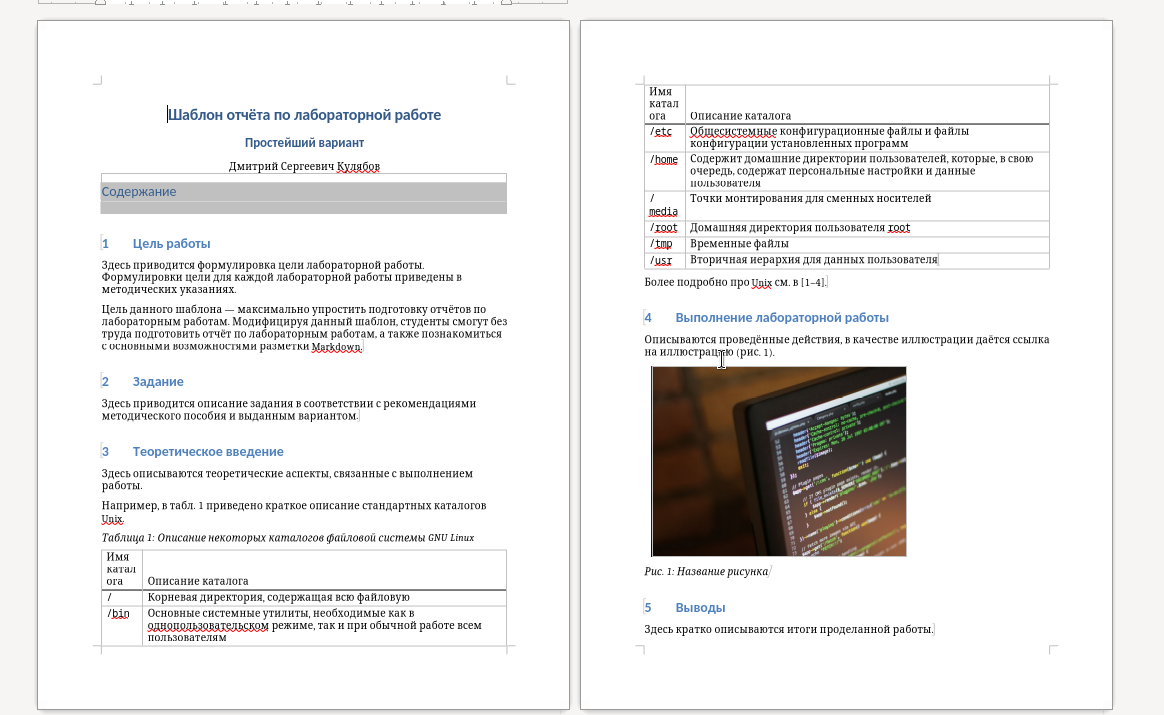 Шаблон отчёта по лабораторной работе
Простейший вариант
Дмитрий Сергеевич Кулябов
Содержание
1 Цель работы
Здесь приводится формулировка цели лабораторной работы.
Формулировки цели для каждой лабораторной работы приведены в
методических указаниях.
Цель данного шаблона — максимально упростить подготовку отчётов по
лабораторным работам. Модифицируя данный шаблон, студенты смогут без
труда подготовить отчёт по лабораторным работам, а также познакомиться
с основными возможностями разметки Markdown.
2 Задание
Здесь приводится описание задания в соответствии с рекомендациями
методического пособия и выданным вариантом.
3 Теоретическое введение
Здесь описываются теоретические аспекты, связанные с выполнением
работы.
Например, в табл. 1 приведено краткое описание стандартных каталогов
Unix.
Таблица 1: Описание некоторых каталогов файловой системы GNU Linux
Имя
катал
ога Описание каталога
/ Корневая директория, содержащая всю файловую
/bin Основные системные утилиты, необходимые как в
однопользовательском режиме, так и при обычной работе всем
пользователям
Имя
катал
ога Описание каталога
/etc Общесистемные конфигурационные файлы и файлы
конфигурации установленных программ
/home Содержит домашние директории пользователей, которые, в свою
очередь, содержат персональные настройки и данные
пользователя
/ Точки монтирования для сменных носителей
media
/root Домашняя директория пользователя root
/tmp Временные файлы
/usr Вторичная иерархия для данных пользователя
Более подробно про Unix см. в [1–4].
4 Выполнение лабораторной работы
Описываются проведённые действия, в качестве иллюстрации даётся ссылка
на иллюстрацию (рис. 1).
Рис. 1: Название рисунка
5 Выводы
Здесь кратко описываются итоги проделанной работы.